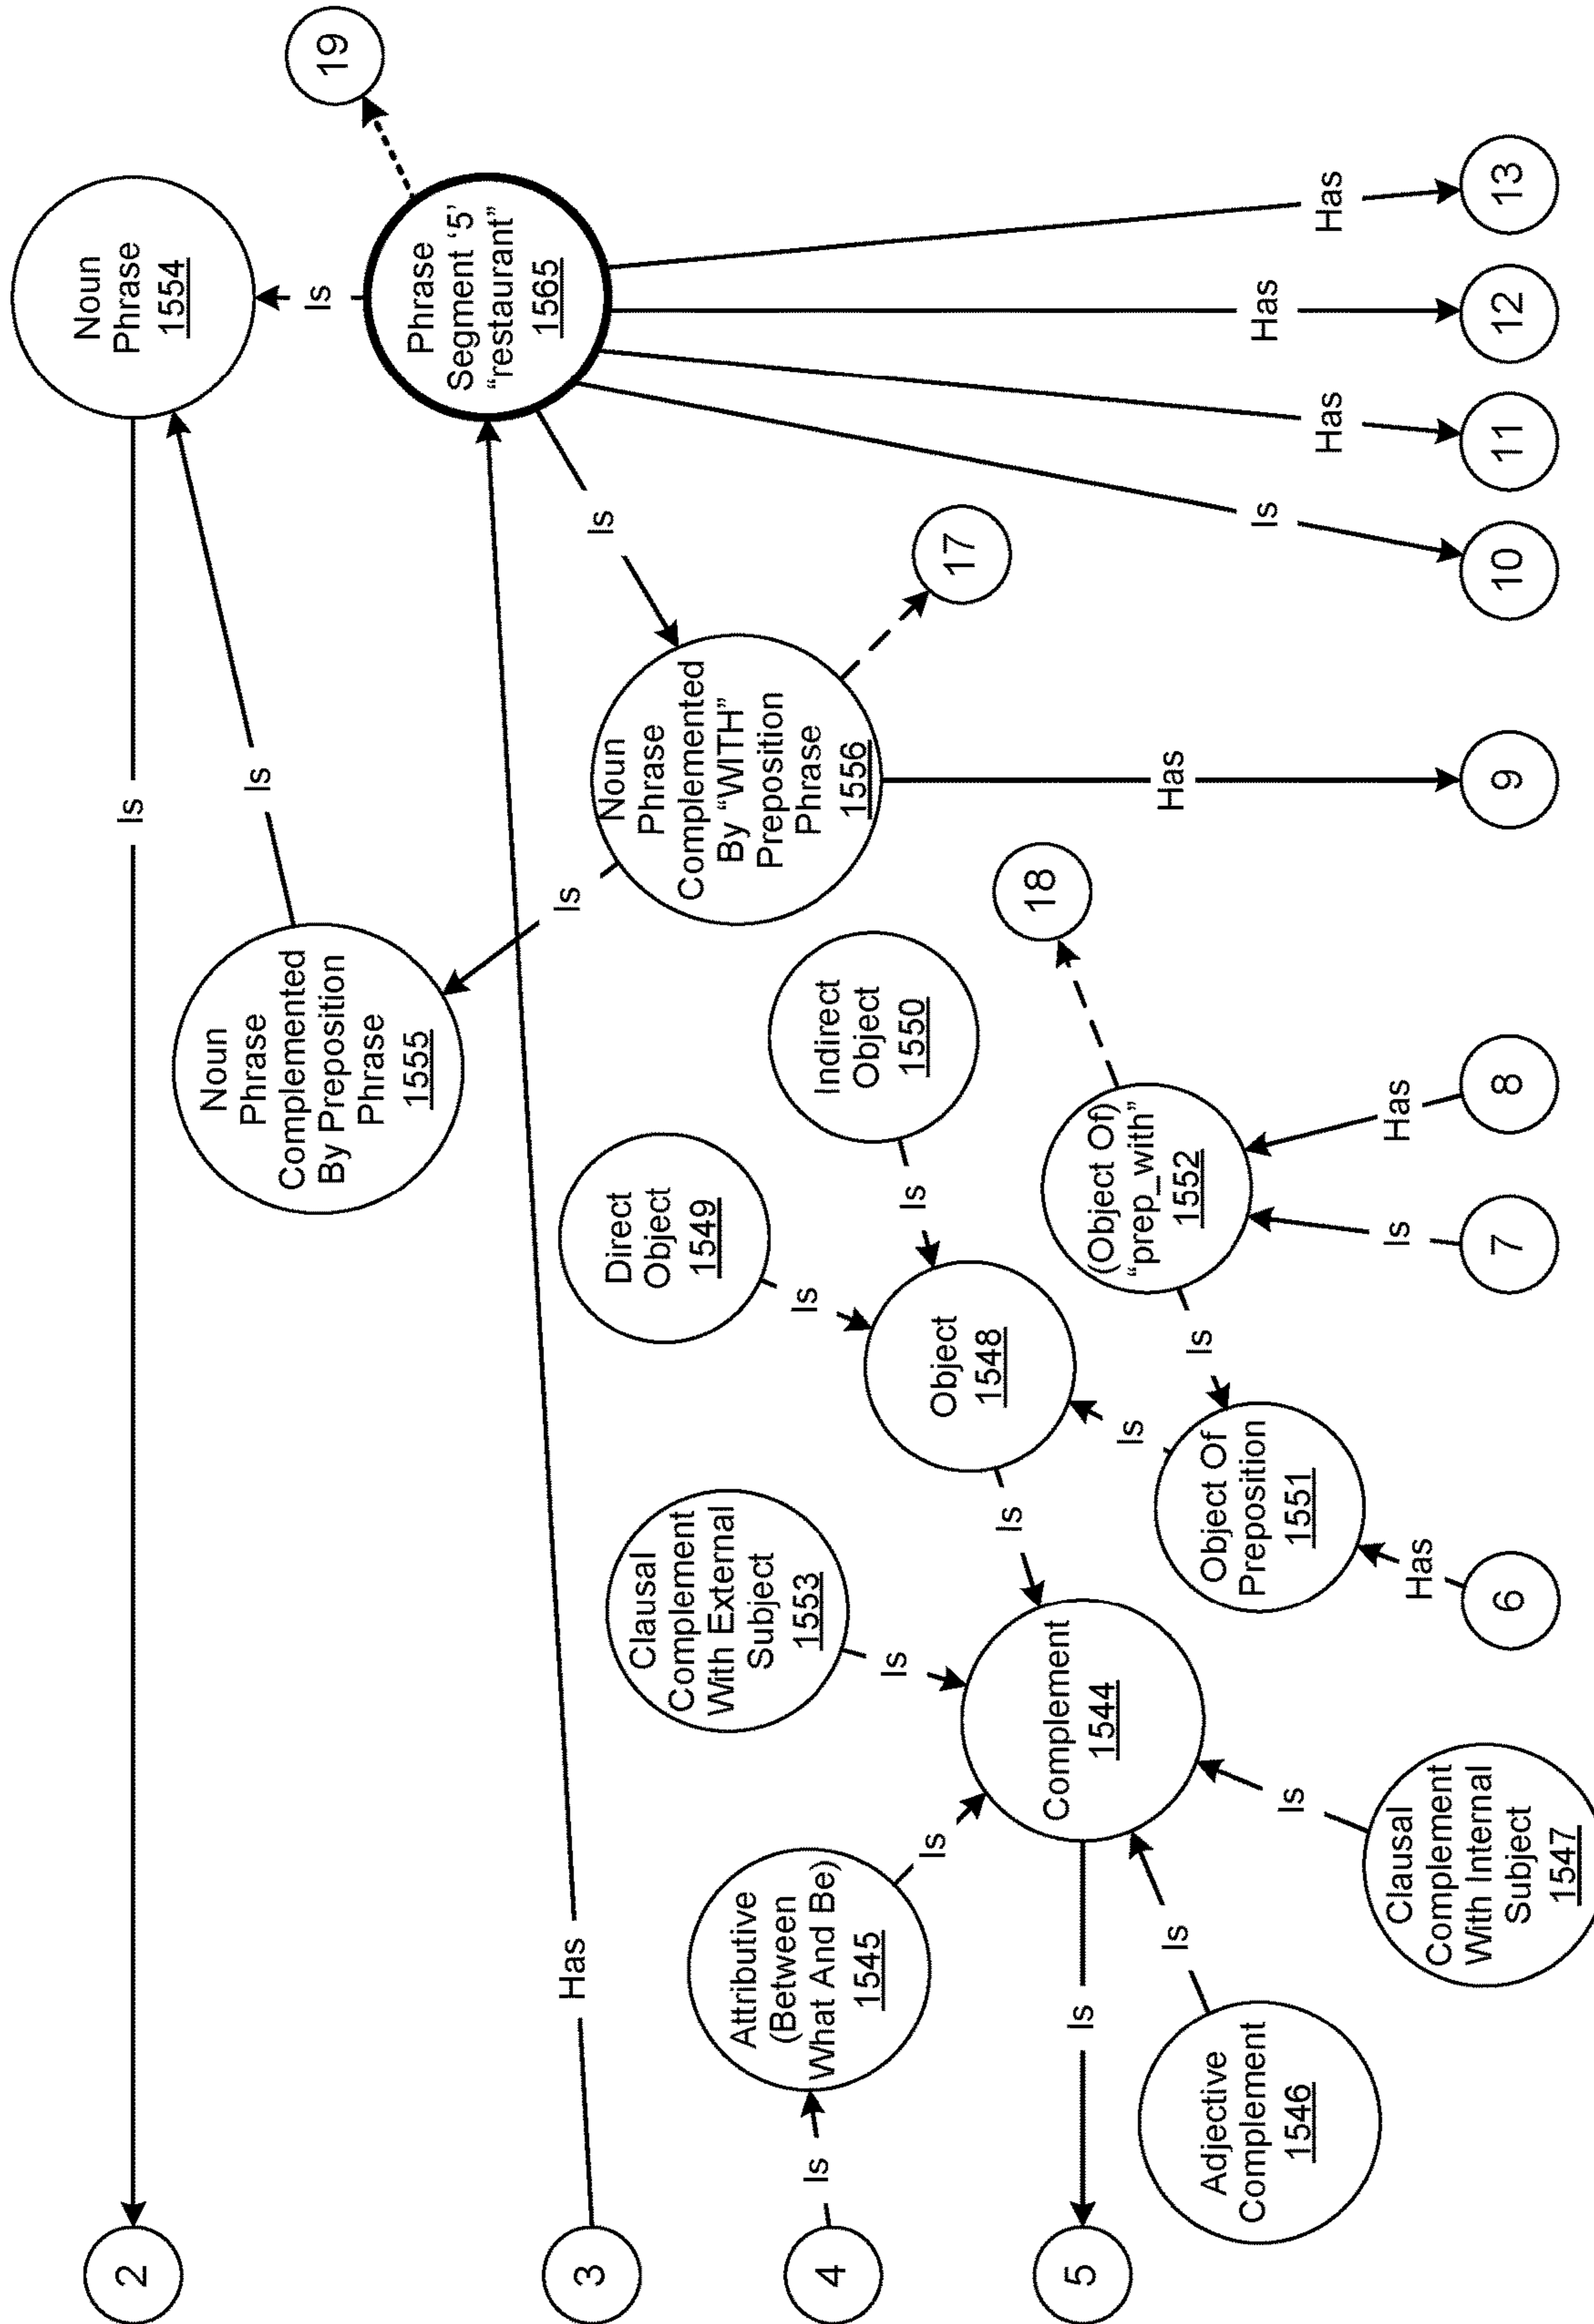 2
Is
Noun
Phrase
1554
19
Is
Noun
Phrase
Complemented
By Preposition
Phrase
1555
Is
Phrase
Segment ‘5’
“restaurant”
1565
3
Has
Is
Is
Noun
Phrase
Complemented
By “WITH”
Preposition
Phrase
1556
17
Direct
Object
1549
Is
Indirect
Object
1550
Is
Clausal
Complement
With External
Subject
1553
Is
Object
1548
Is
4
Is
Attributive
(Between
What And Be)
1545
Is
Complement
1544
Is
5
Is
Object Of
Preposition
1551
Is
(Object Of)
“prep_with”
1552
18
Adjective
Complement
1546
Is
Clausal
Complement
With Internal
Subject
1547
Is
Has
6
Is
7
Has
8
Has
9
Is
10
Has
11
Has
12
Has
13